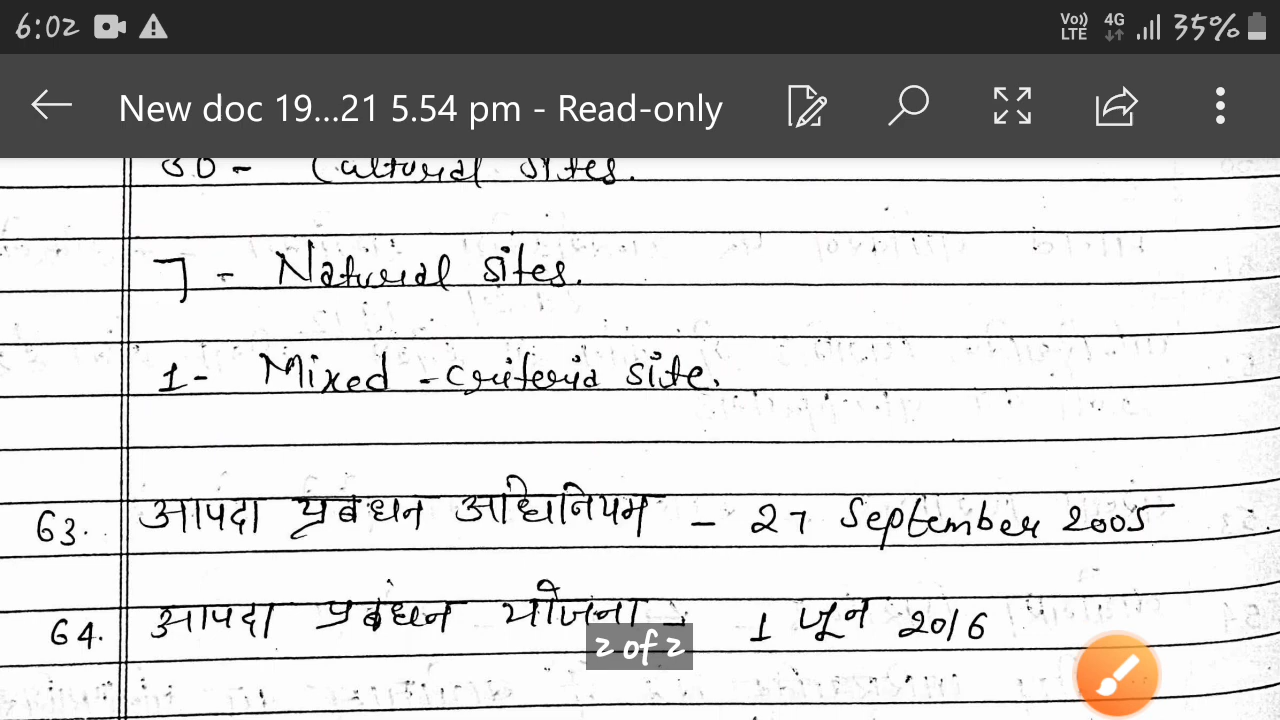 6:02 Vo)) LTE 4G 35%
New doc 19...21 5.54 pm - Read-only
30 - Cultural sites.
7 - Natural sites.
1 - Mixed - criteria site.
63. आपदा प्रबंधन अधिनियम - 27 September 2005
64. आपदा प्रबंधन योजना - 1 जून 2016
2 of 2